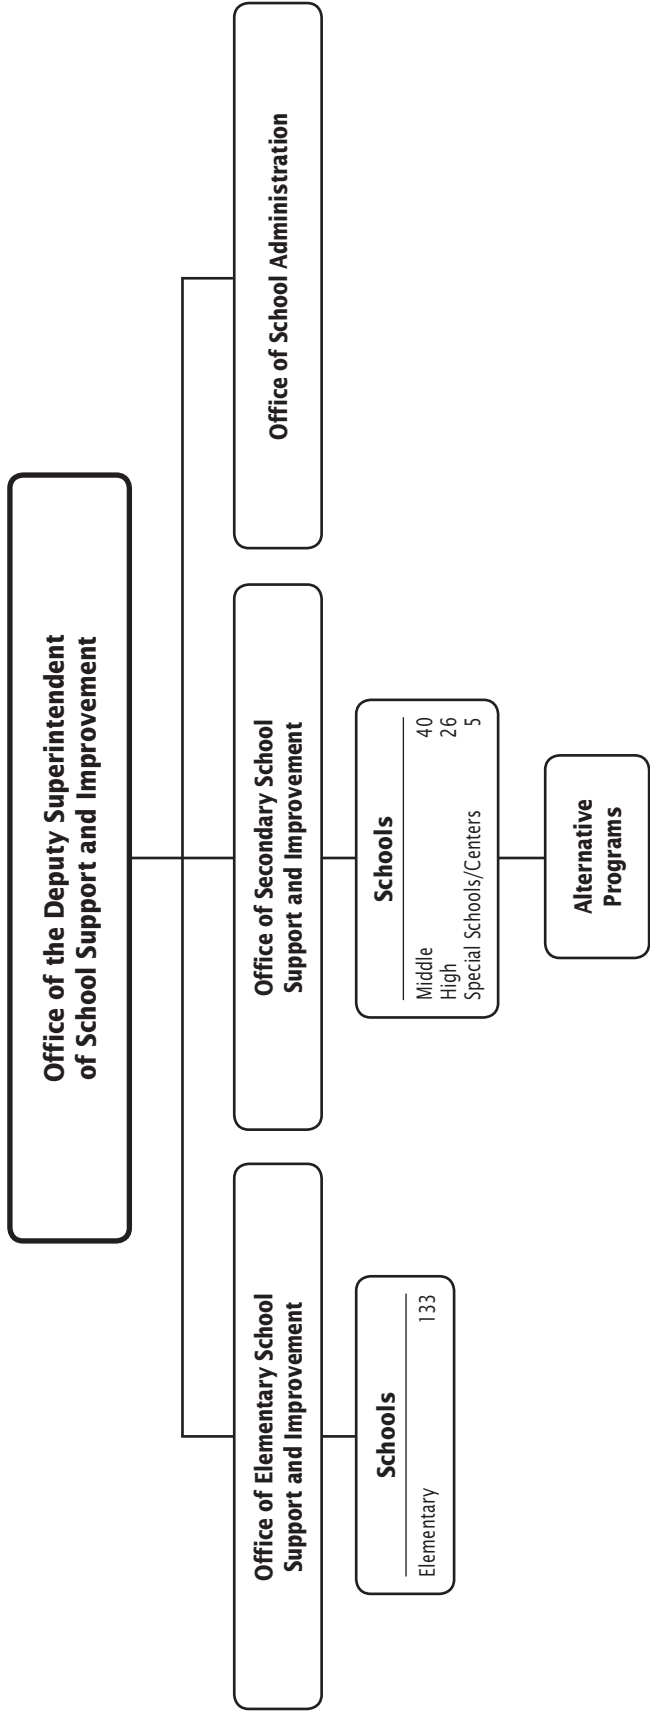 Office of the Deputy Superintendent
of School Support and Improvement
Office of Elementary School
Support and Improvement
Office of Secondary School
Support and Improvement
Office of School Administration
Schools
Elementary 133
Schools
Middle 40
High 26
Special Schools/Centers 5
Alternative
Programs